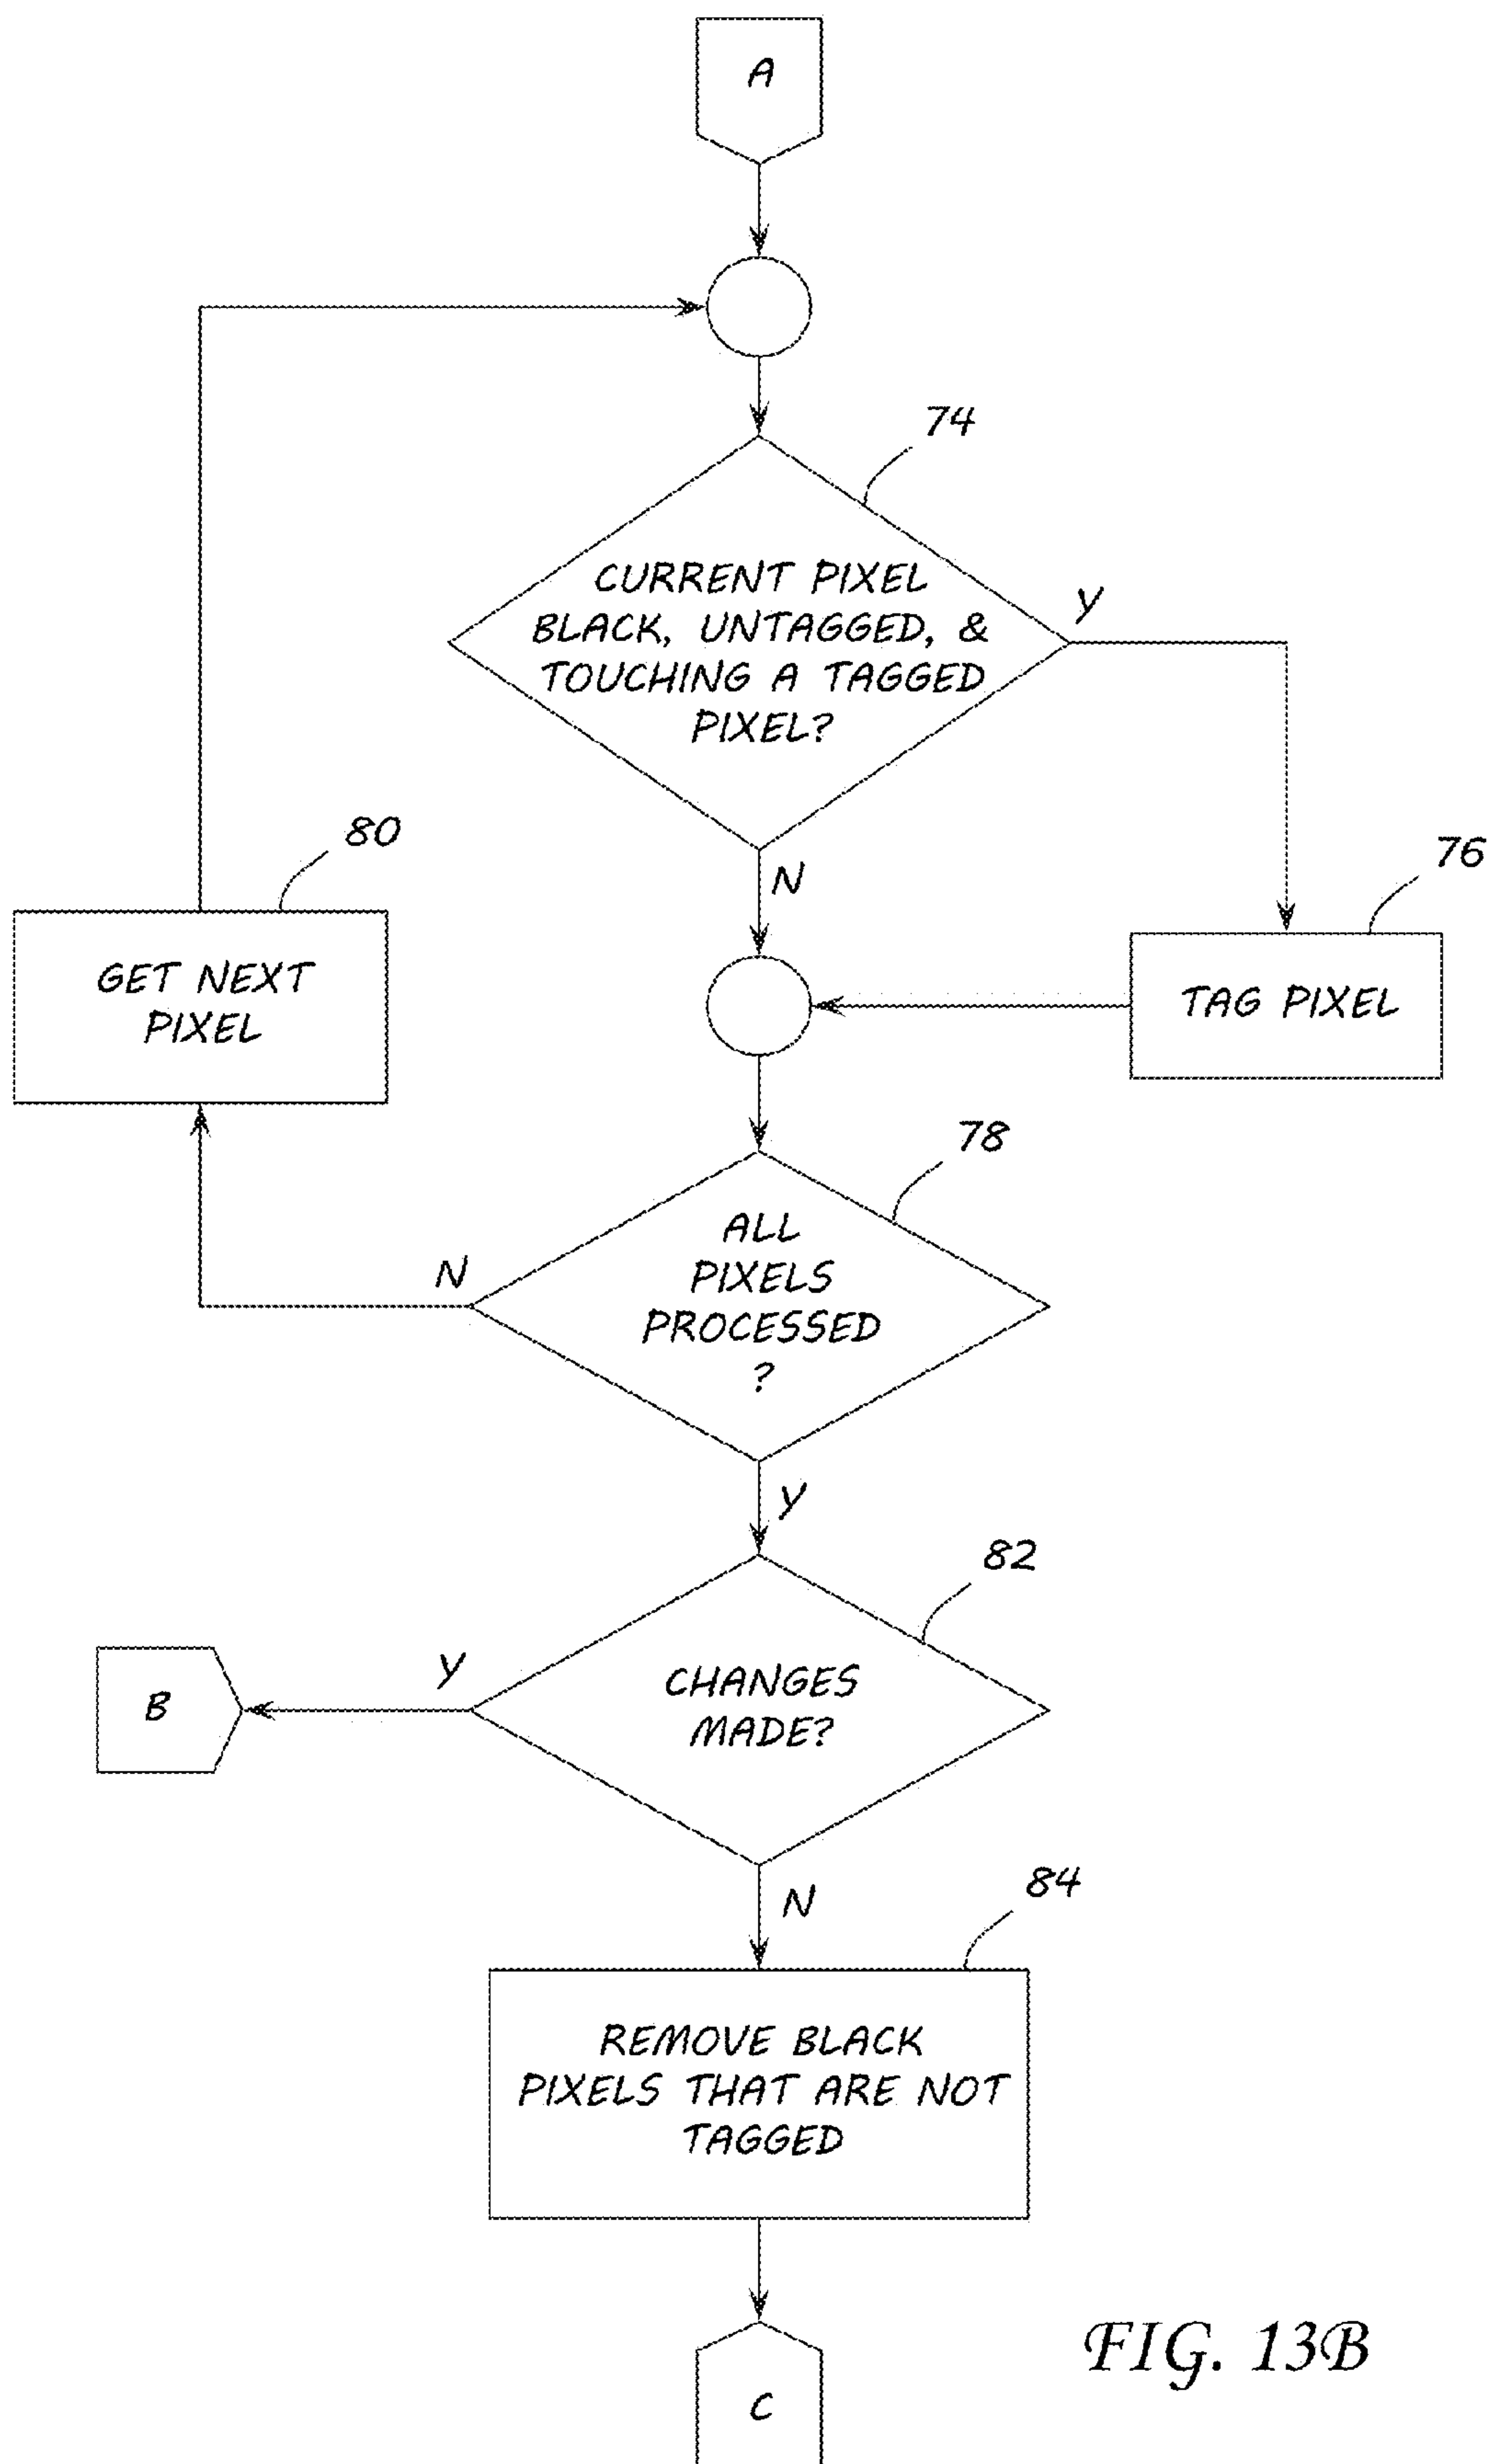 A
74
CURRENT PIXEL
BLACK, UNTAGGED, &
TOUCHING A TAGGED
PIXEL?
Y
N
80
GET NEXT
PIXEL
76
TAG PIXEL
78
ALL
PIXELS
PROCESSED
?
N
Y
82
CHANGES
MADE?
Y
B
N
84
REMOVE BLACK
PIXELS THAT ARE NOT
TAGGED
C
FIG. 13B